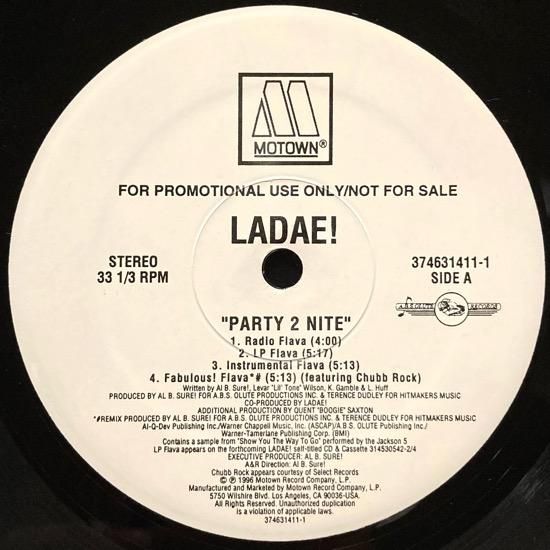 MOTOWN®
FOR PROMOTIONAL USE ONLY/NOT FOR SALE
LADAE!
STEREO
33 1/3 RPM
374631411-1
SIDE A
A.B.S. OLUTE RECORDS
"PARTY 2 NITE"
1. Radio Flava (4:00)
2. LP Flava (5:17)
3. Instrumental Flava (5:13)
4. Fabulous! Flava*# (5:13) (featuring Chubb Rock)
Written by Al B. Sure!, Levar "Lil' Tone" Wilson, K. Gamble & L. Huff
PRODUCED BY AL B. SURE! FOR A.B.S. OLUTE PRODUCTIONS INC. & TERENCE DUDLEY FOR HITMAKERS MUSIC
CO-PRODUCED BY LADAE!
ADDITIONAL PRODUCTION BY QUENT "BOOGIE" SAXTON
*#REMIX PRODUCED BY AL B. SURE! FOR A.B.S. OLUTE PRODUCTIONS INC. & TERENCE DUDLEY FOR HITMAKERS MUSIC
Al-Q-Dev Publishing Inc./Warner Chappell Music, Inc. (ASCAP)/A.B.S. OLUTE Publishing Inc./
Warner-Tamerlane Publishing Corp. (BMI)
Contains a sample from "Show You The Way To Go" performed by the Jackson 5
LP Flava appears on the forthcoming LADAE! self-titled CD & Cassette 314530542-2/4
EXECUTIVE PRODUCER: AL B. SURE!
A&R Direction: Al B. Sure!
Chubb Rock appears courtesy of Select Records
© ℗ 1996 Motown Record Company, L.P.
Manufactured and Marketed by Motown Record Company, L.P.
5750 Wilshire Blvd. Los Angeles, CA 90036-USA.
All Rights Reserved. Unauthorized duplication
is a violation of applicable laws.
374631411-1